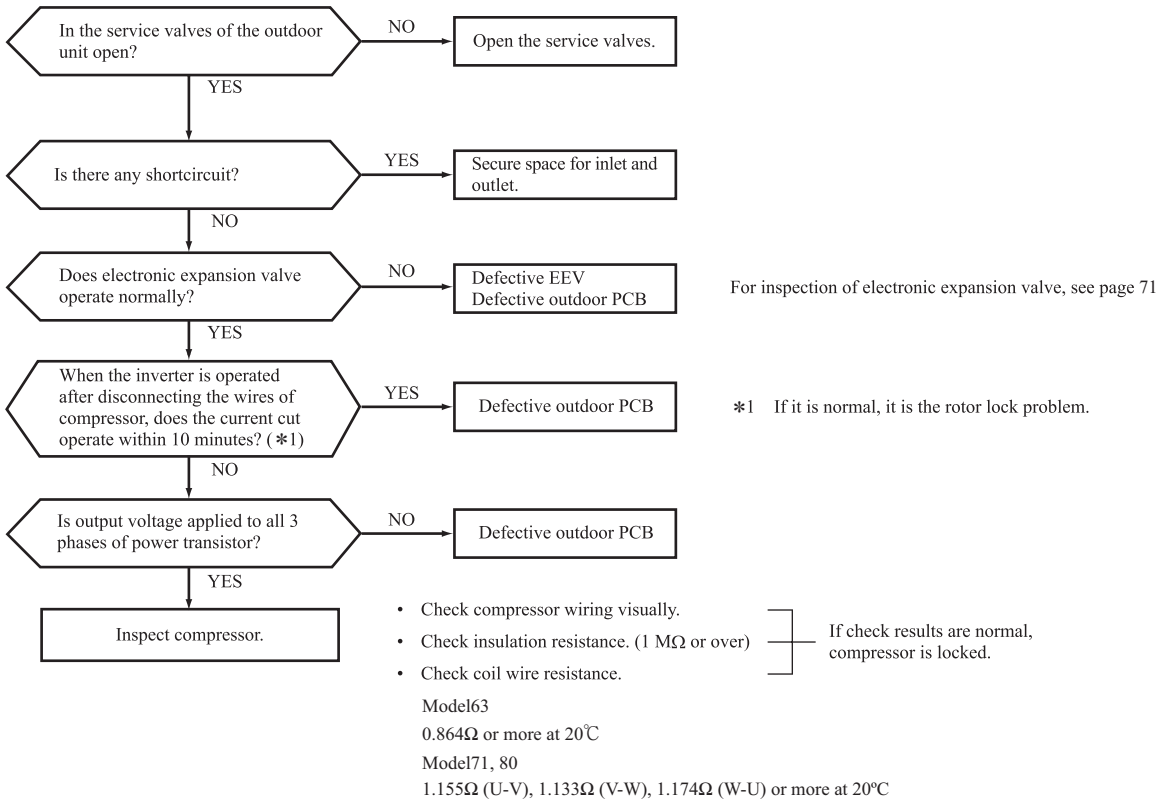 In the service valves of the outdoor
unit open?
NO
Open the service valves.
YES
Is there any shortcircuit?
YES
Secure space for inlet and
outlet.
NO
Does electronic expansion valve
operate normally?
NO
Defective EEV
Defective outdoor PCB
For inspection of electronic expansion valve, see page 71
YES
When the inverter is operated
after disconnecting the wires of
compressor, does the current cut
operate within 10 minutes? (∗1)
YES
Defective outdoor PCB
∗1 If it is normal, it is the rotor lock problem.
NO
Is output voltage applied to all 3
phases of power transistor?
NO
Defective outdoor PCB
YES
Inspect compressor.
• Check compressor wiring visually.
• Check insulation resistance. (1 MΩ or over)
• Check coil wire resistance.
If check results are normal,
compressor is locked.
Model63
0.864Ω or more at 20℃
Model71, 80
1.155Ω (U-V), 1.133Ω (V-W), 1.174Ω (W-U) or more at 20ºC